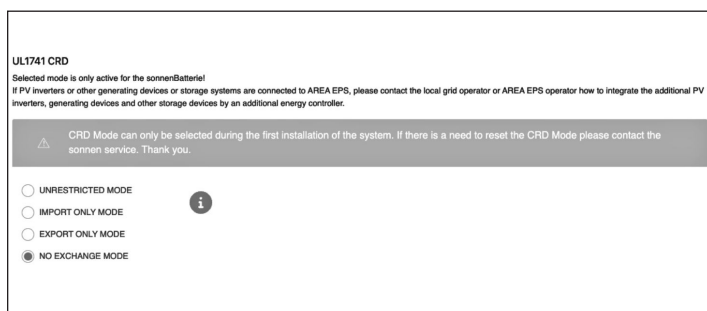 UL1741 CRD
Selected mode is only active for the sonnenBatterie!
If PV inverters or other generating devices or storage systems are connected to AREA EPS, please contact the local grid operator or AREA EPS operator how to integrate the additional PV
inverters, generating devices and other storage devices by an additional energy controller.
CRD Mode can only be selected during the first installation of the system. If there is a need to reset the CRD Mode please contact the
sonnen service. Thank you.
UNRESTRICTED MODE
IMPORT ONLY MODE
EXPORT ONLY MODE
NO EXCHANGE MODE